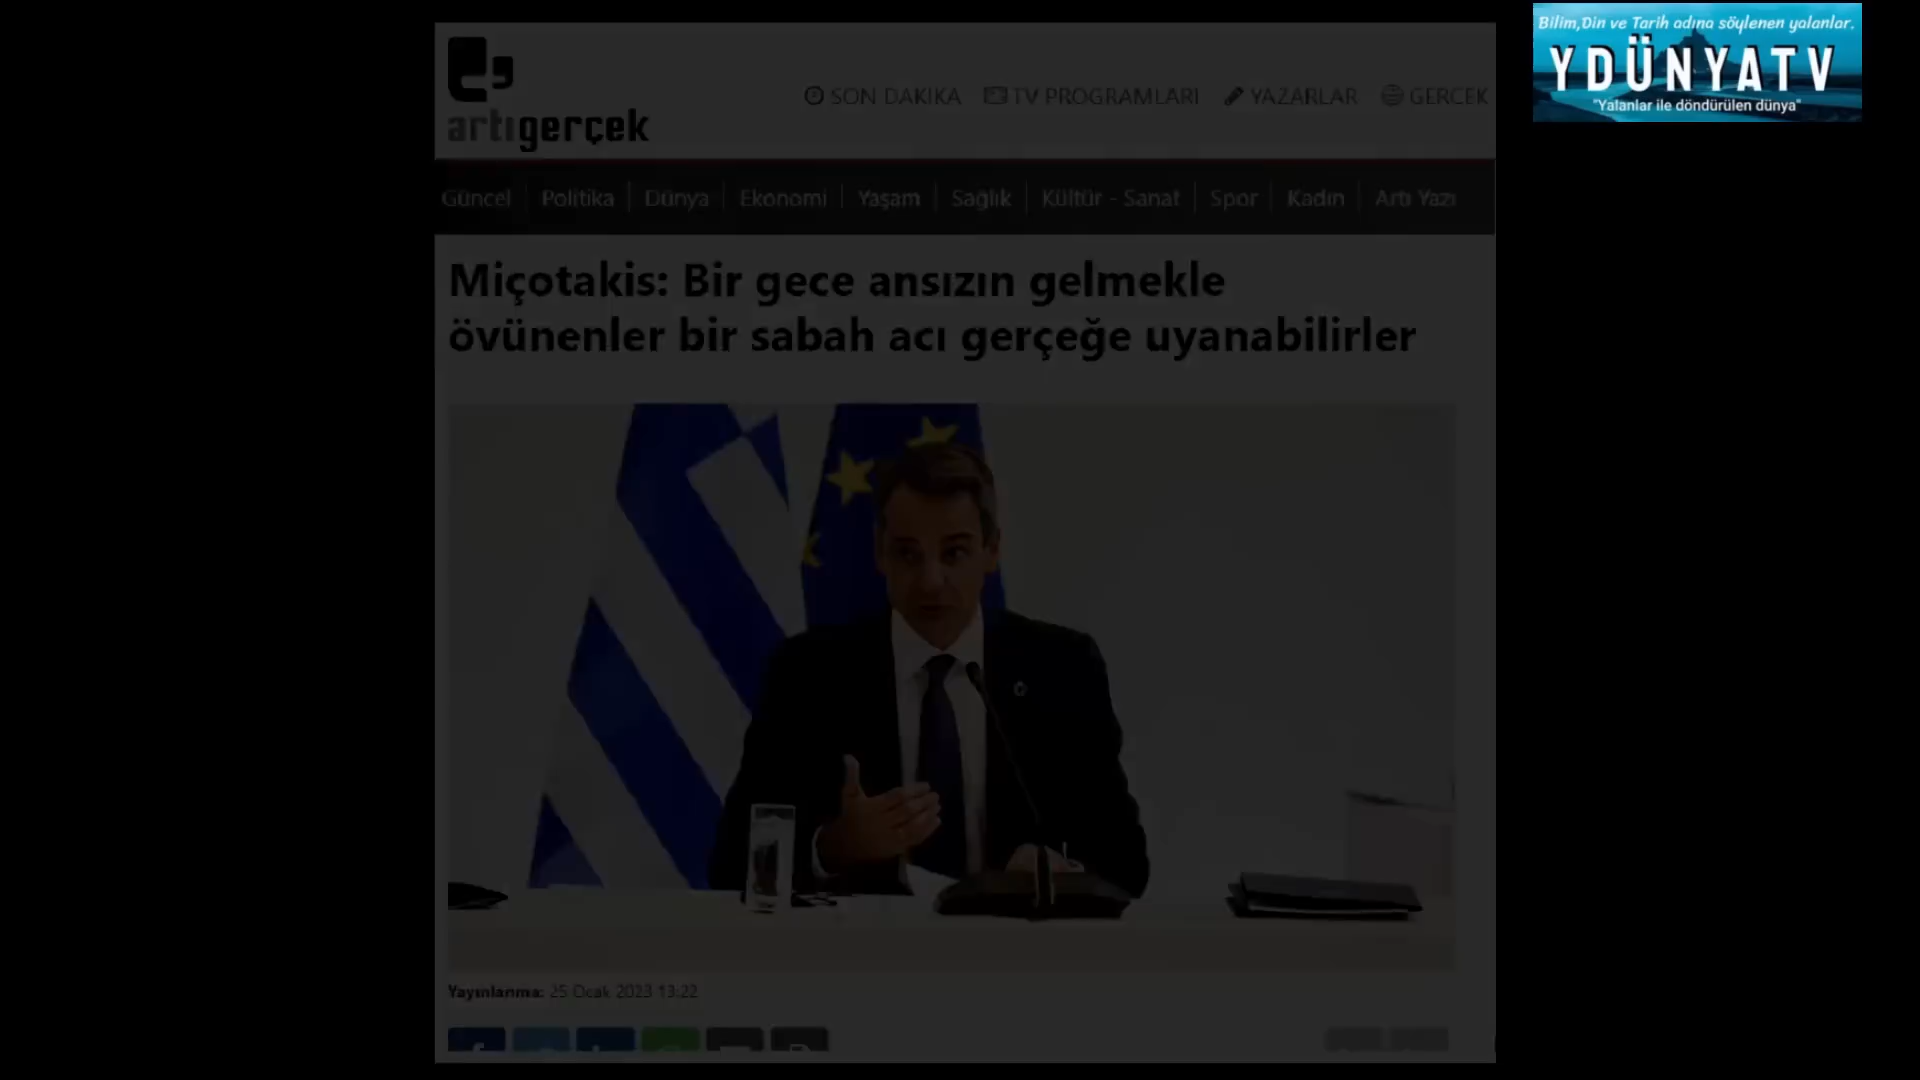 Bilim,Din ve Tarih adına söylenen yalanlar.
YDÜNYATV
"Yalanlar ile döndürülen dünya"
artıgerçek
SON DAKİKA TV PROGRAMLARI YAZARLAR GERÇEK
Güncel Politika Dünya Ekonomi Yaşam Sağlık Kültür - Sanat Spor Kadın Artı Yazı
Miçotakis: Bir gece ansızın gelmekle
övünenler bir sabah acı gerçeğe uyanabilirler
Yayınlanma: 25 Ocak 2023 13:22